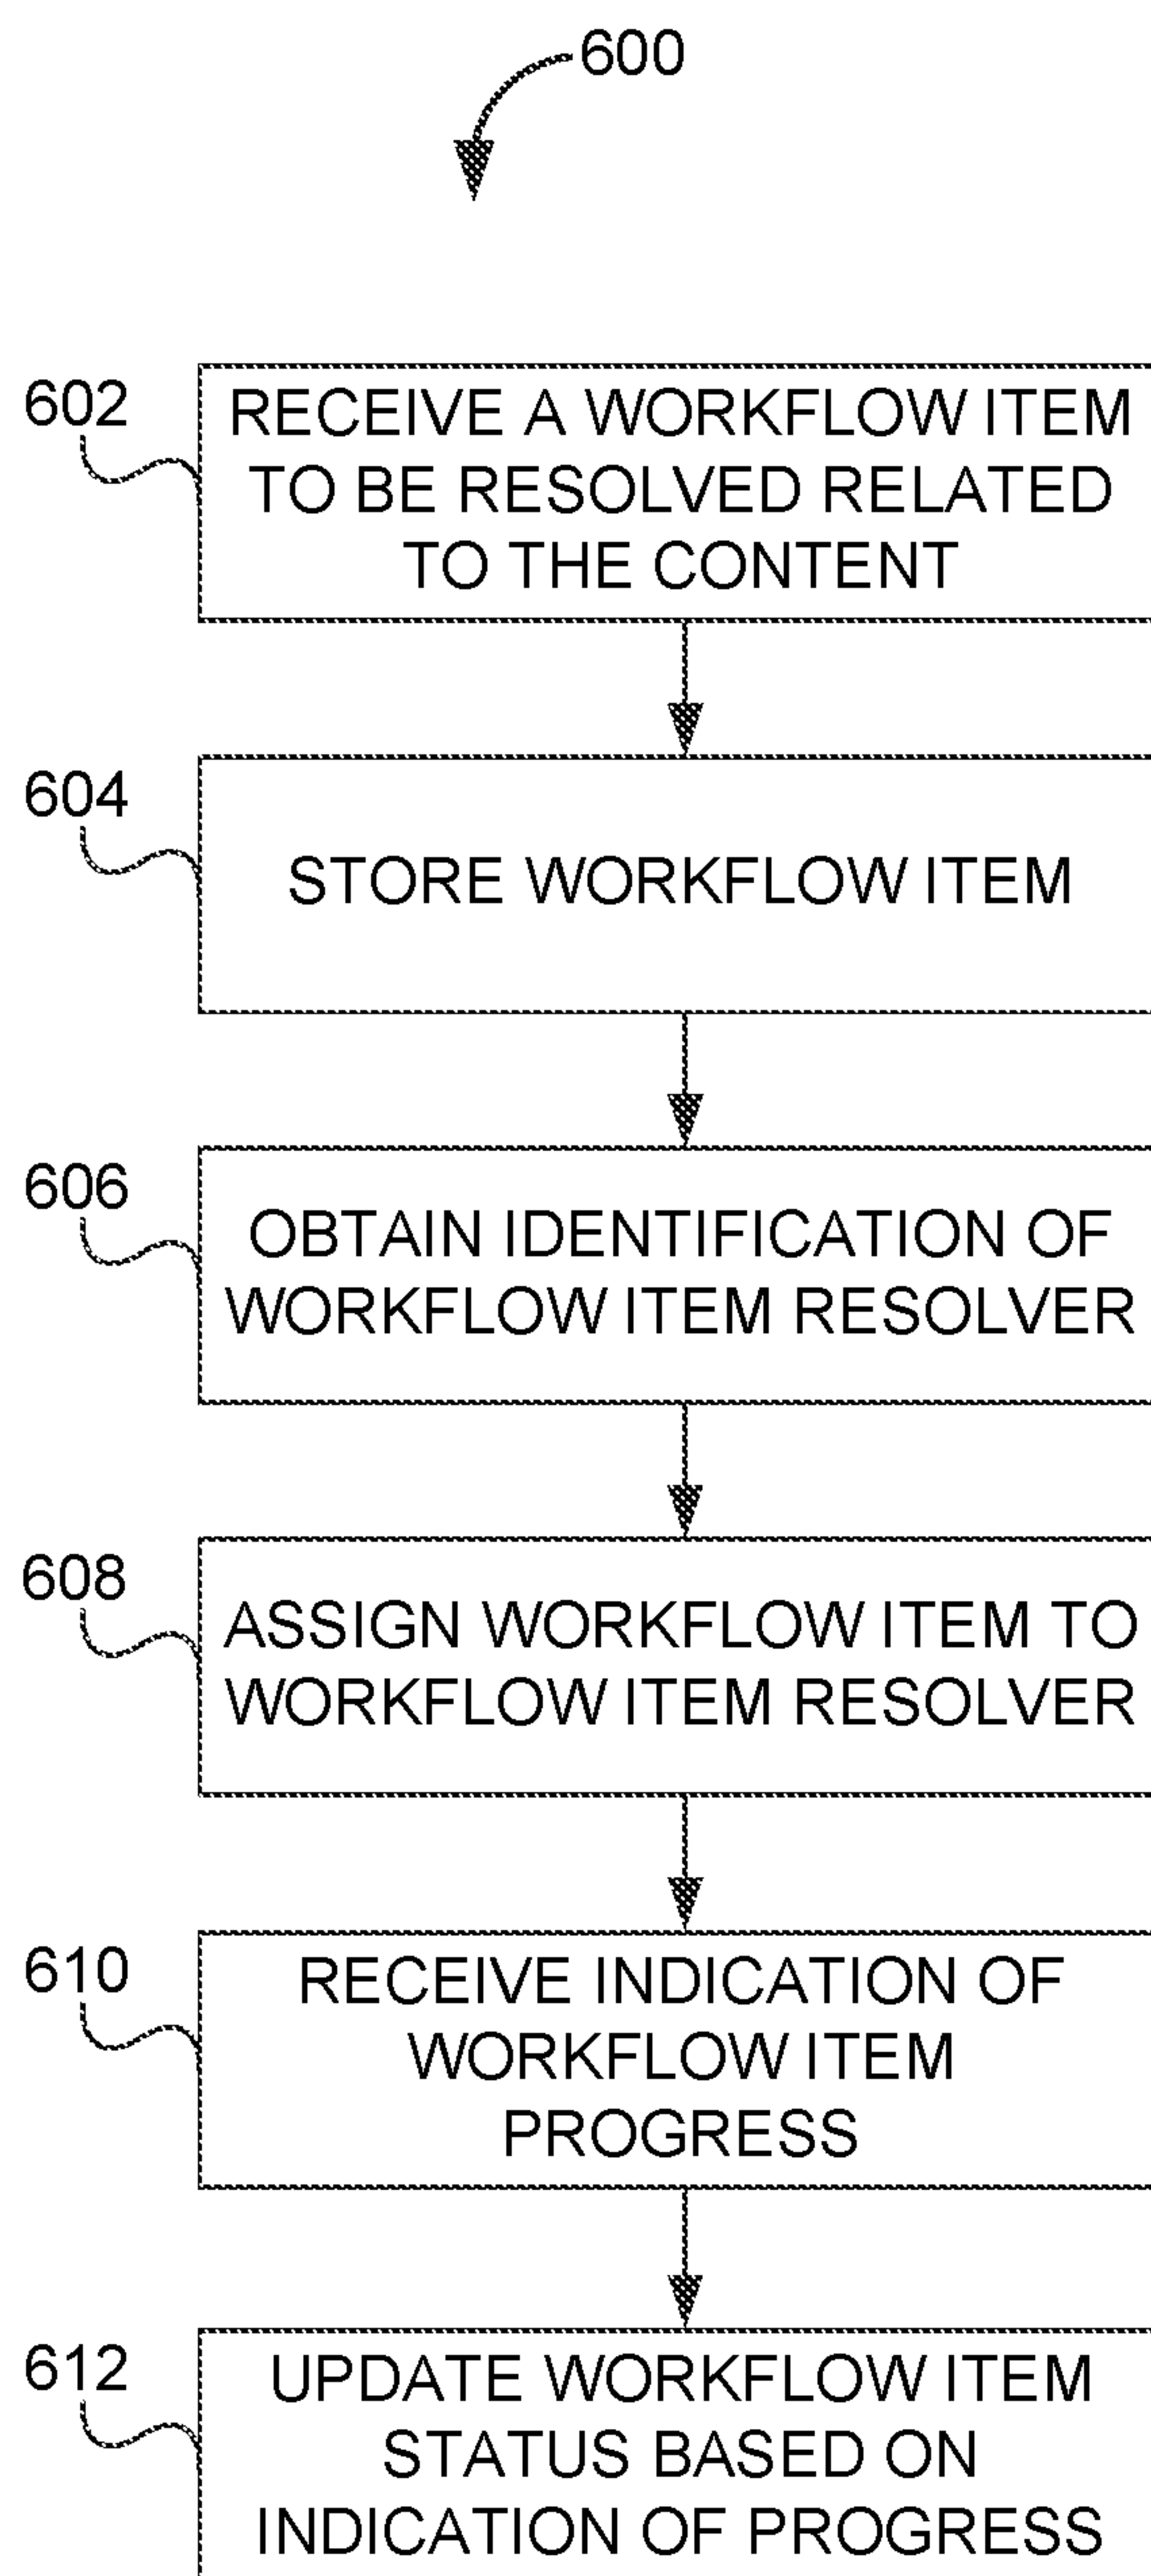 600
602
RECEIVE A WORKFLOW ITEM
TO BE RESOLVED RELATED
TO THE CONTENT
604
STORE WORKFLOW ITEM
606
OBTAIN IDENTIFICATION OF
WORKFLOW ITEM RESOLVER
608
ASSIGN WORKFLOW ITEM TO
WORKFLOW ITEM RESOLVER
610
RECEIVE INDICATION OF
WORKFLOW ITEM
PROGRESS
612
UPDATE WORKFLOW ITEM
STATUS BASED ON
INDICATION OF PROGRESS